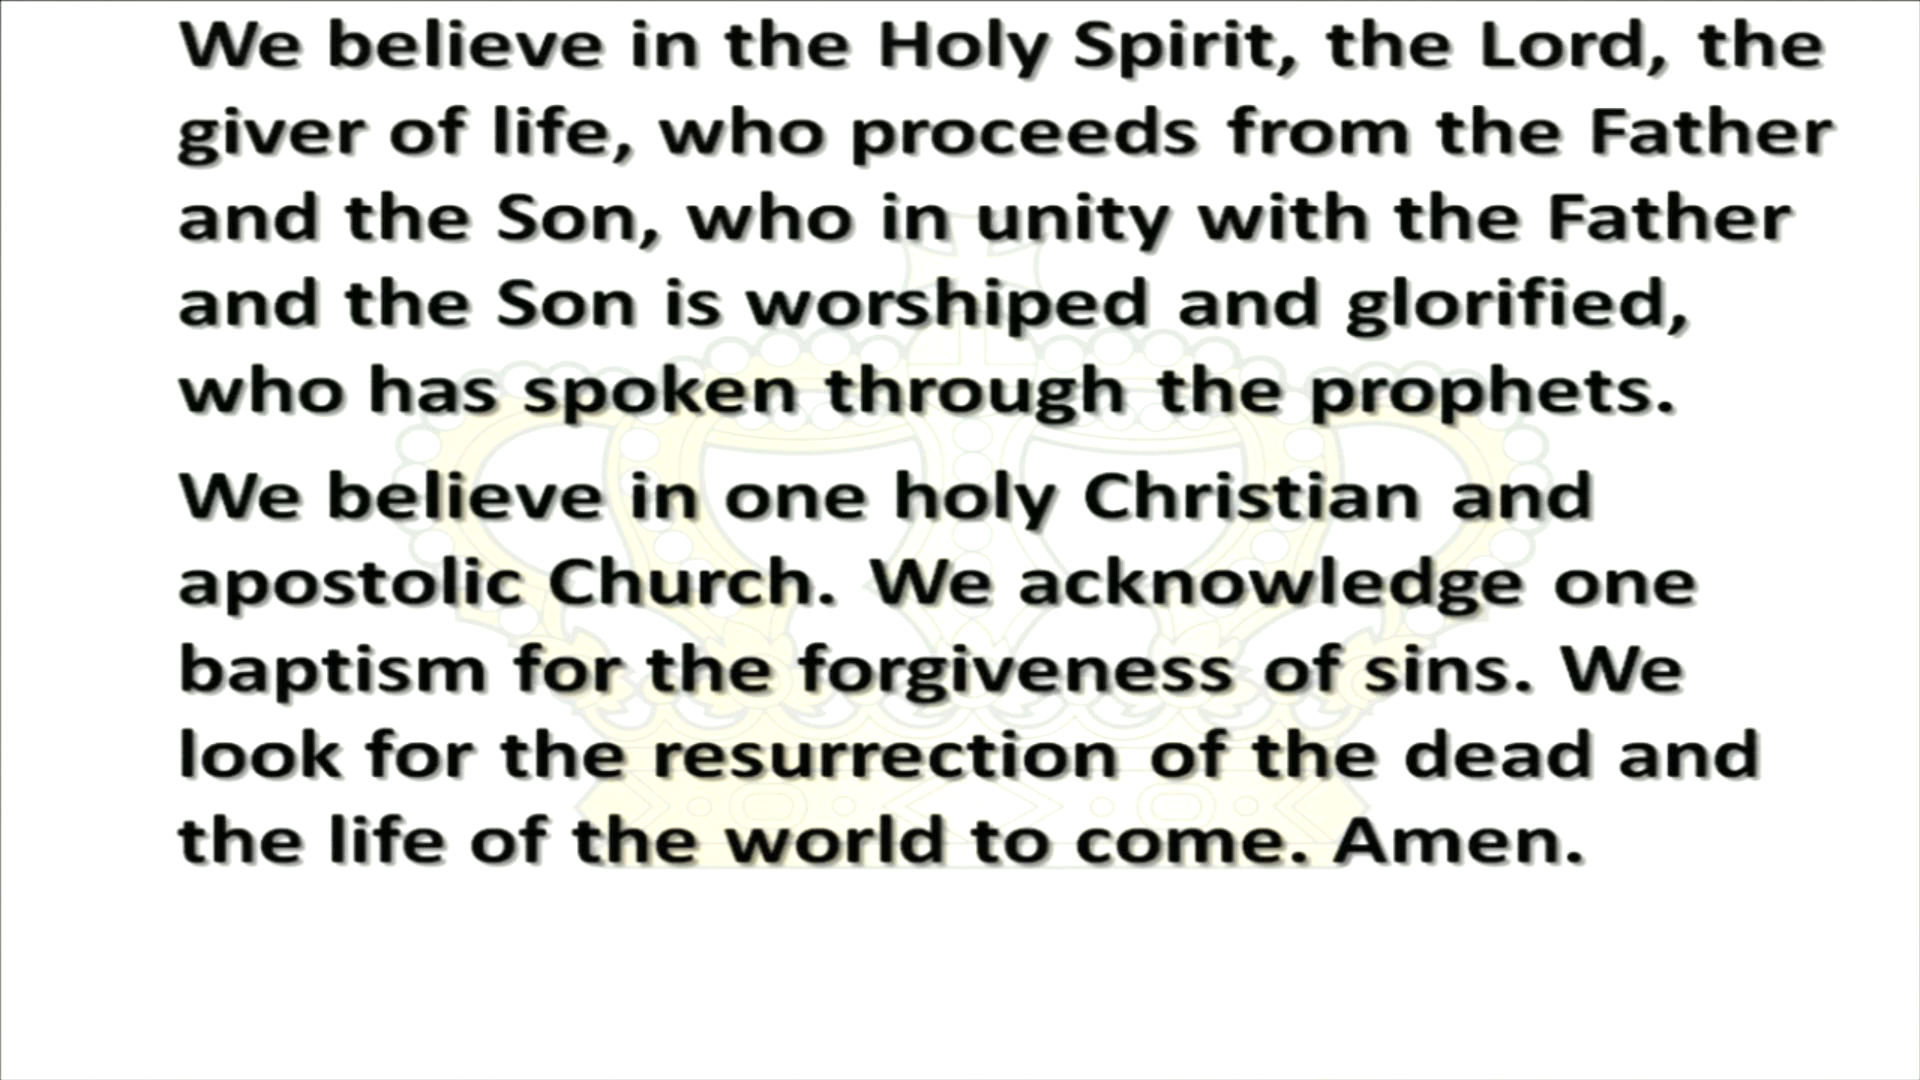 We believe in the Holy Spirit, the Lord, the
giver of life, who proceeds from the Father
and the Son, who in unity with the Father
and the Son is worshiped and glorified,
who has spoken through the prophets.
We believe in one holy Christian and
apostolic Church. We acknowledge one
baptism for the forgiveness of sins. We
look for the resurrection of the dead and
the life of the world to come. Amen.